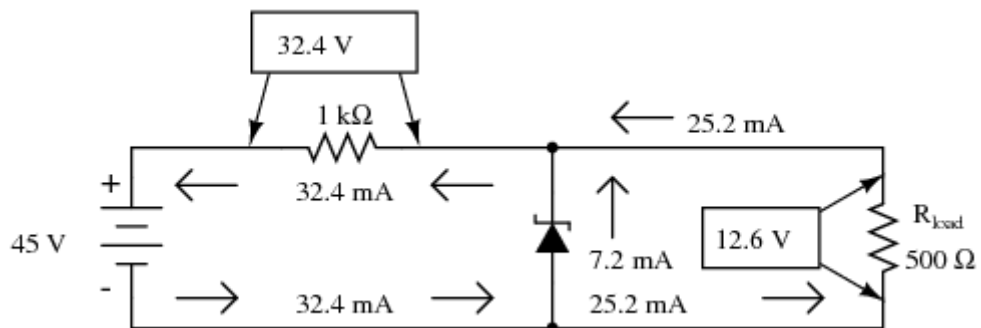 32.4 V
1 kΩ
25.2 mA
+
32.4 mA
45 V
12.6 V
Rload
500 Ω
7.2 mA
-
32.4 mA
25.2 mA